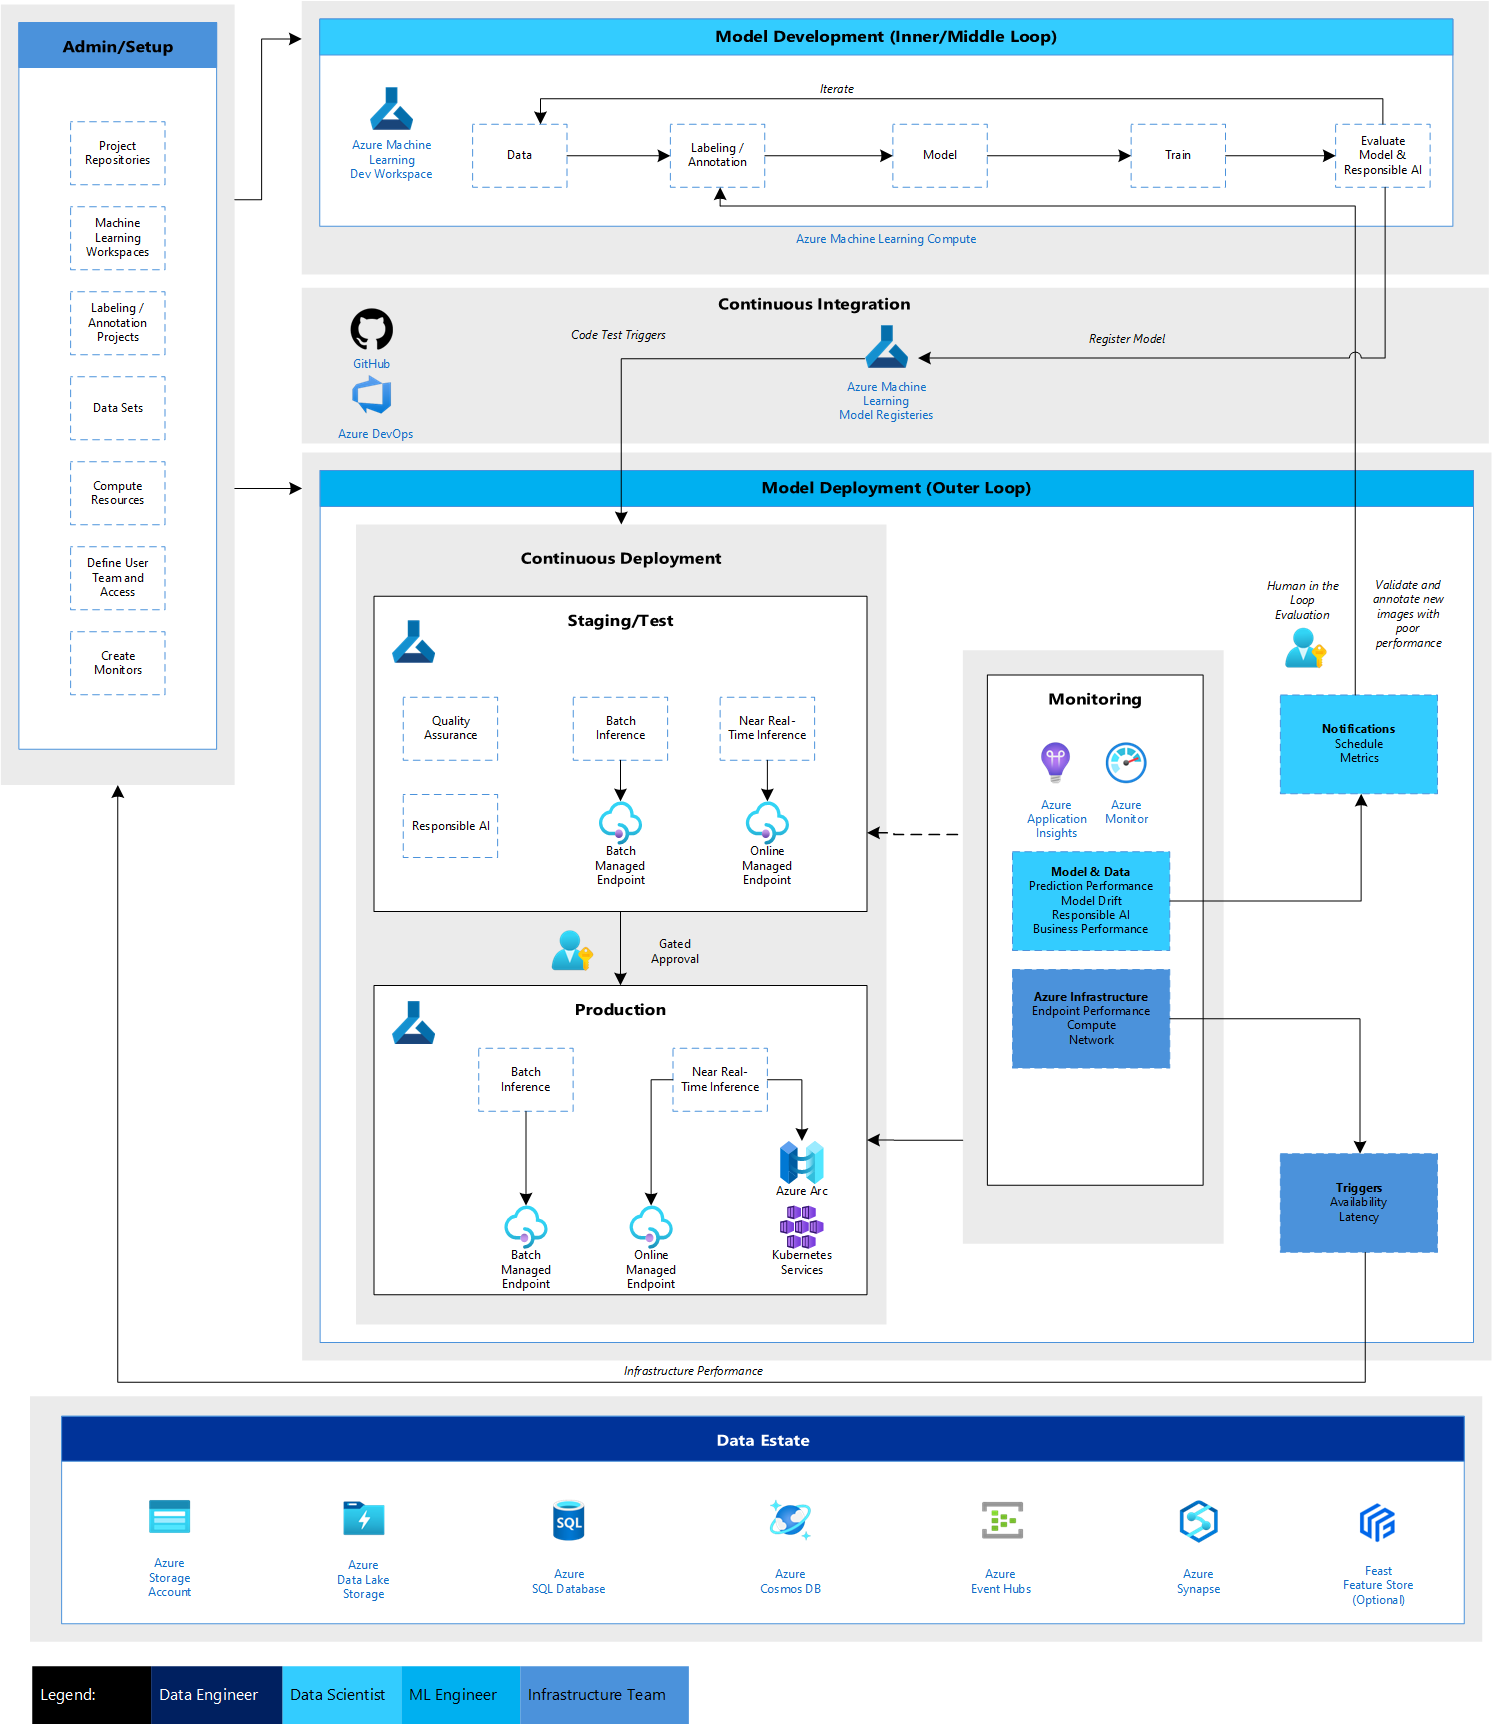 Admin/Setup
Project
Repositories
Machine
Learning
Workspaces
Labeling /
Annotation
Projects
Data Sets
Compute
Resources
Define User
Team and
Access
Create
Monitors
Model Development (Inner/Middle Loop)
Iterate
Azure Machine
Learning
Dev Workspace
Data
Labeling /
Annotation
Model
Train
Evaluate
Model &
Responsible AI
Azure Machine Learning Compute
Continuous Integration
GitHub
Azure DevOps
Code Test Triggers
Register Model
Azure Machine
Learning
Model Registeries
Model Deployment (Outer Loop)
Continuous Deployment
Staging/Test
Quality
Assurance
Batch
Inference
Near Real-
Time Inference
Responsible AI
Batch
Managed
Endpoint
Online
Managed
Endpoint
Gated
Approval
Production
Batch
Inference
Near Real-
Time Inference
Azure Arc
Batch
Managed
Endpoint
Online
Managed
Endpoint
Kubernetes
Services
Monitoring
Azure
Application
Insights
Azure
Monitor
Model & Data
Prediction Performance
Model Drift
Responsible AI
Business Performance
Azure Infrastructure
Endpoint Performance
Compute
Network
Human in the
Loop
Evaluation
Validate and
annotate new
images with
poor
performance
Notifications
Schedule
Metrics
Triggers
Availability
Latency
Infrastructure Performance
Data Estate
Azure
Storage
Account
Azure
Data Lake
Storage
SQL
Azure
SQL Database
Azure
Cosmos DB
Azure
Event Hubs
Azure
Synapse
Feast
Feature Store
(Optional)
Legend:
Data Engineer
Data Scientist
ML Engineer
Infrastructure Team